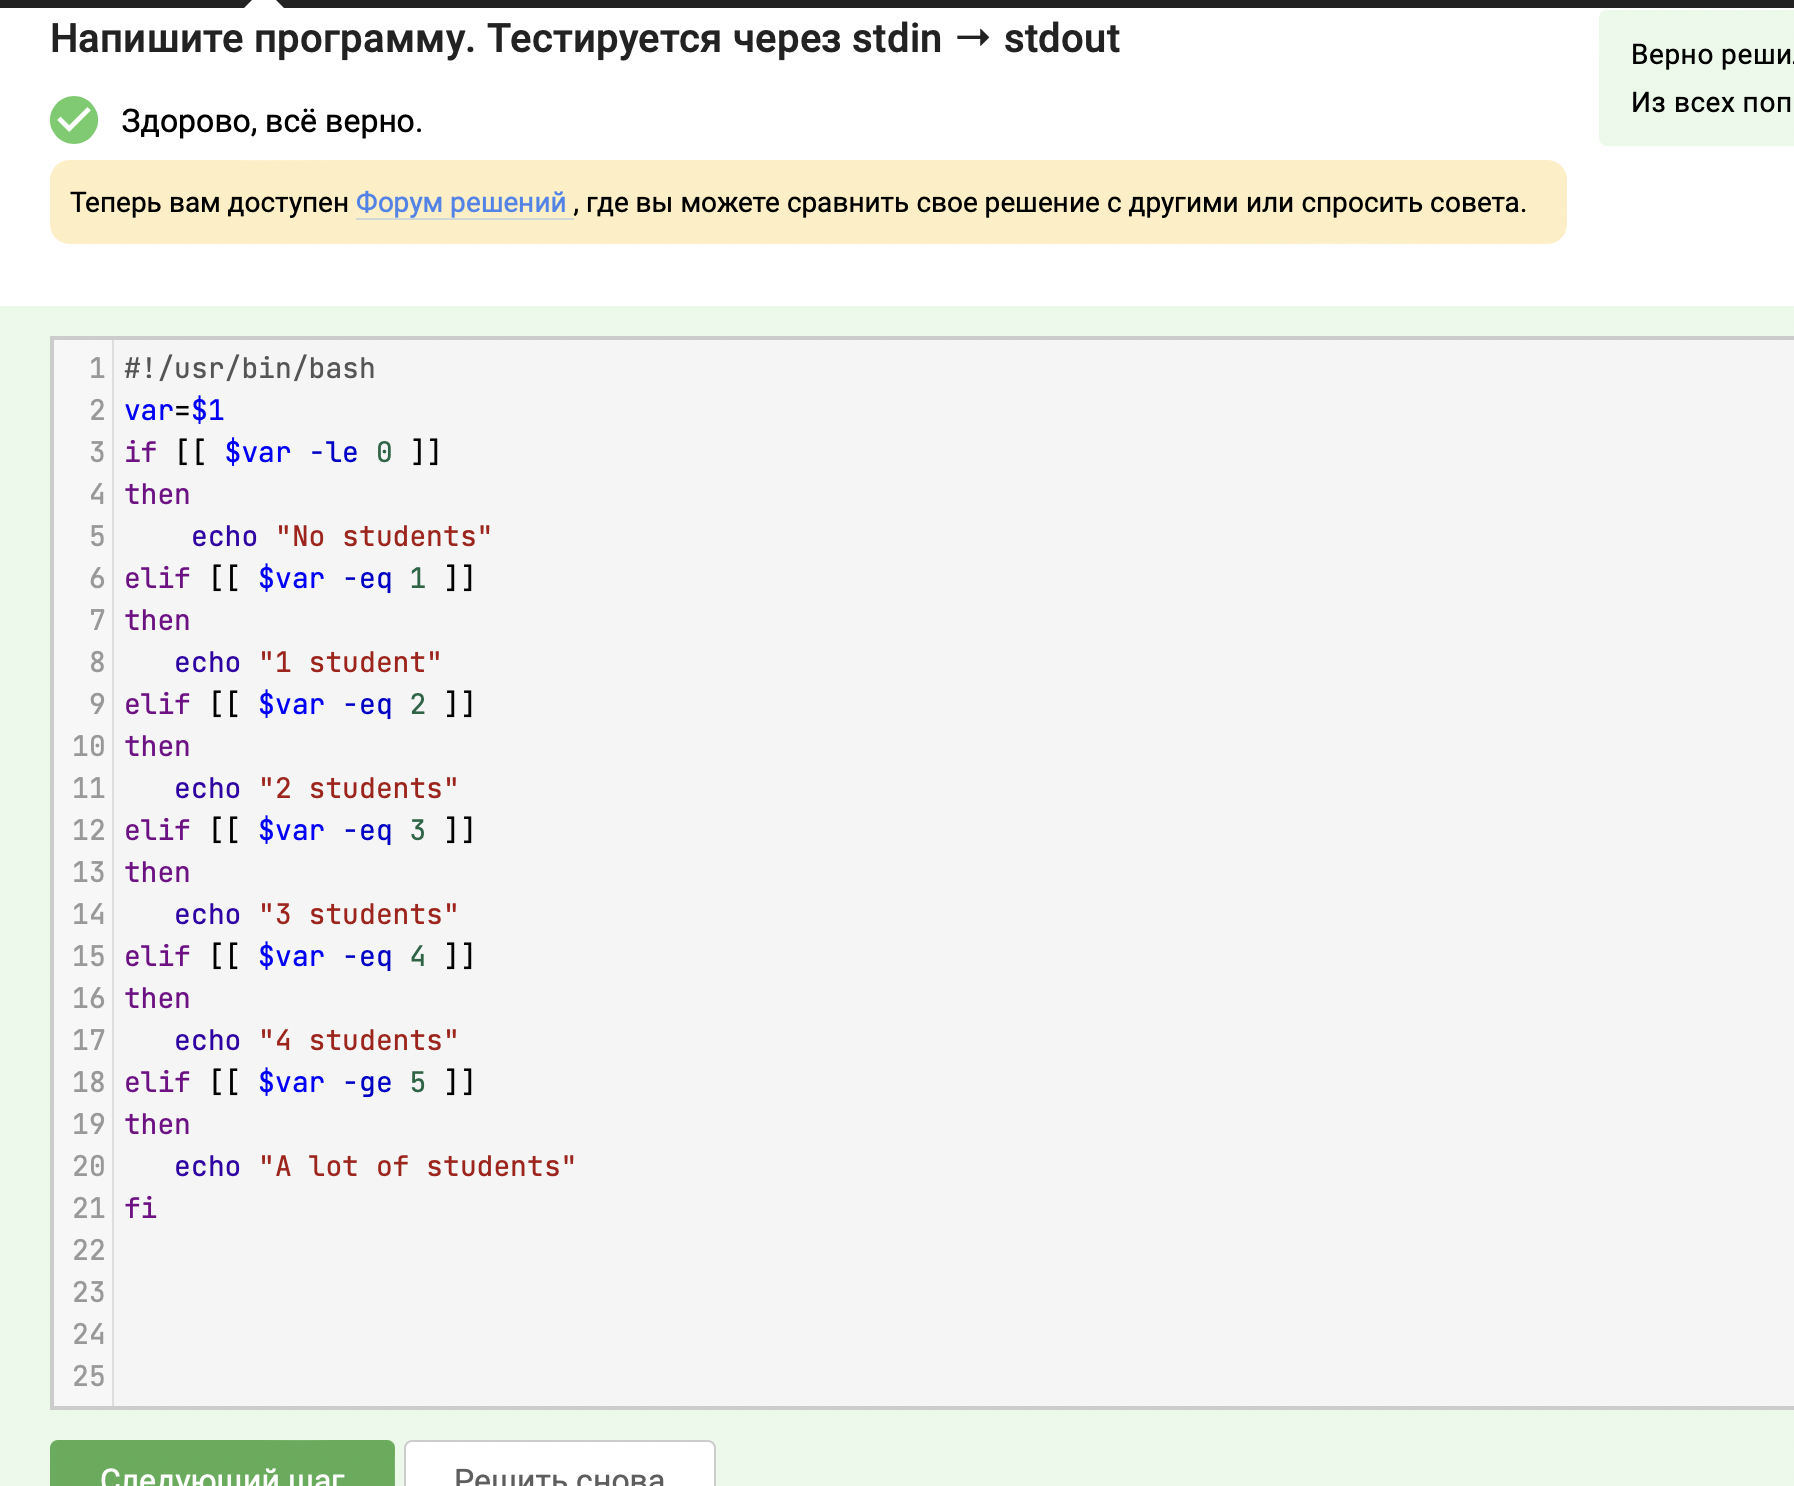 Напишите программу. Тестируется через stdin → stdout
Верно реши
Из всех поп
Здорово, всё верно.
Теперь вам доступен Форум решений , где вы можете сравнить свое решение с другими или спросить совета.
1 #!/usr/bin/bash
2 var=$1
3 if [[ $var -le 0 ]]
4 then
5     echo "No students"
6 elif [[ $var -eq 1 ]]
7 then
8    echo "1 student"
9 elif [[ $var -eq 2 ]]
10 then
11    echo "2 students"
12 elif [[ $var -eq 3 ]]
13 then
14    echo "3 students"
15 elif [[ $var -eq 4 ]]
16 then
17    echo "4 students"
18 elif [[ $var -ge 5 ]]
19 then
20    echo "A lot of students"
21 fi
22
23
24
25
Следующий шаг
Решить снова